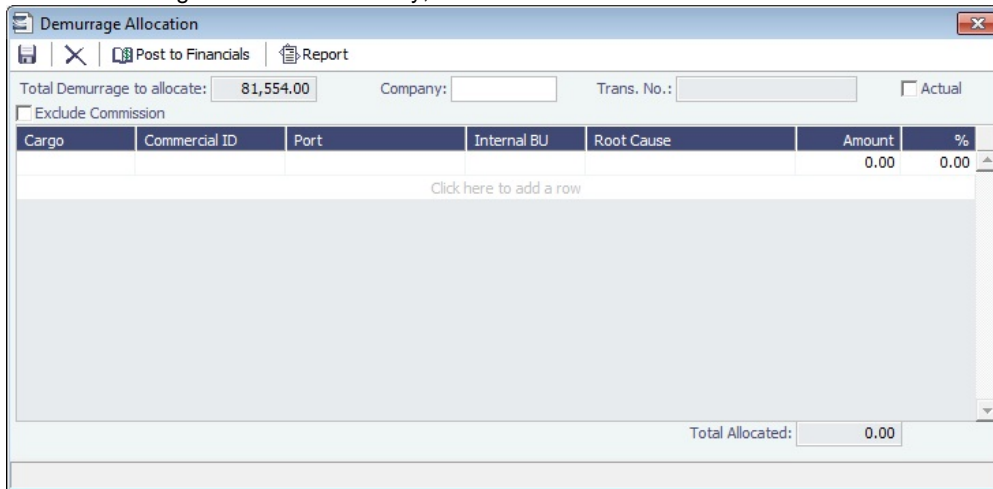 Demurrage Allocation
Post to Financials Report
Total Demurrage to allocate: 81,554.00 Company: Trans. No.: Actual
Exclude Commission
Cargo Commercial ID Port Internal BU Root Cause Amount %
0.00 0.00
Click here to add a row
Total Allocated: 0.00